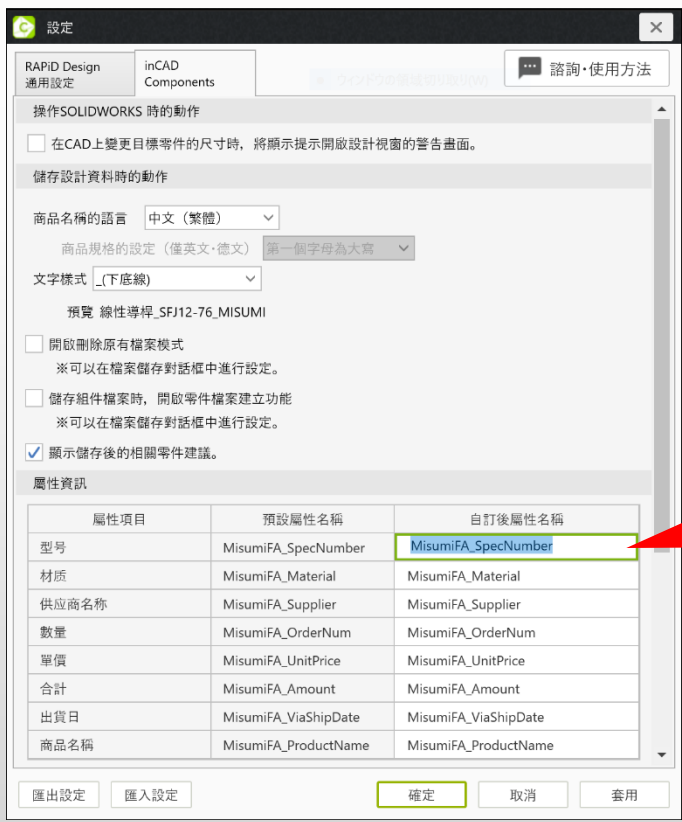 設定
RAPiD Design
通用設定
inCAD
Components
諮詢·使用方法
操作SOLIDWORKS 時的動作
在CAD上變更目標零件的尺寸時，將顯示提示開啟設計視窗的警告畫面。
儲存設計資料時的動作
商品名稱的語言 中文（繁體）
商品規格的設定（僅英文·德文） 第一個字母為大寫
文字樣式 _(下底線)
預覽 線性導桿_SFJ12-76_MISUMI
開啟刪除原有檔案模式
※可以在檔案儲存對話框中進行設定。
儲存組件檔案時，開啟零件檔案建立功能
※可以在檔案儲存對話框中進行設定。
顯示儲存後的相關零件建議。
屬性資訊
屬性項目 預設屬性名稱 自訂後屬性名稱
型号 MisumiFA_SpecNumber MisumiFA_SpecNumber
材质 MisumiFA_Material MisumiFA_Material
供应商名称 MisumiFA_Supplier MisumiFA_Supplier
數量 MisumiFA_OrderNum MisumiFA_OrderNum
單價 MisumiFA_UnitPrice MisumiFA_UnitPrice
合計 MisumiFA_Amount MisumiFA_Amount
出貨日 MisumiFA_ViaShipDate MisumiFA_ViaShipDate
商品名稱 MisumiFA_ProductName MisumiFA_ProductName
匯出設定 匯入設定 確定 取消 套用